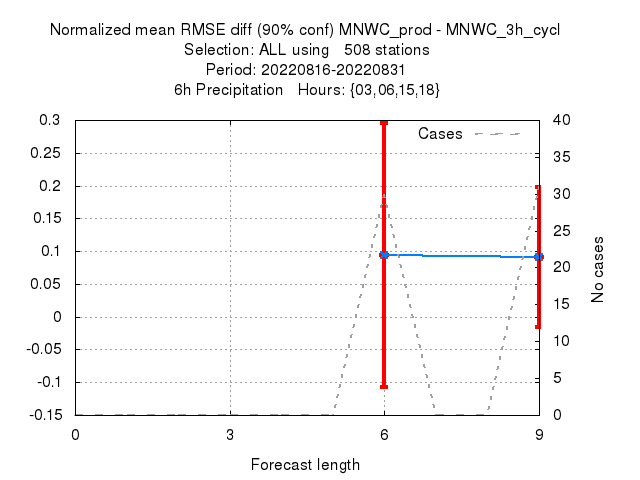 Normalized mean RMSE diff (90% conf) MNWC_prod - MNWC_3h_cycl
Selection: ALL using 508 stations
Period: 20220816-20220831
6h Precipitation Hours: {03,06,15,18}
Cases
0.3
0.25
0.2
0.15
0.1
0.05
0
-0.05
-0.1
-0.15
40
35
30
25
20
15
10
5
0
No cases
0 3 6 9
Forecast length